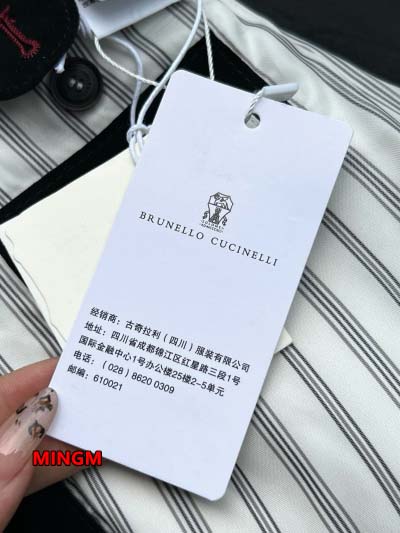 BRUNELLO CUCINELLI
经销商：古奇拉利（四川）服装有限公司
地址：四川省成都锦江区红星路三段1号
国际金融中心1号办公楼25楼2-5单元
电话：（028）8620 0309
邮编：610021
MINGM